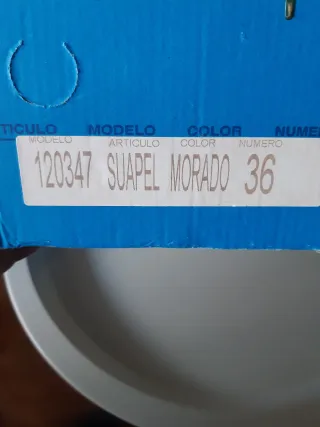 TICULO MODELO COLOR NUME
MODELO ARTICULO COLOR NUMERO
120347 SUAPEL MORADO 36